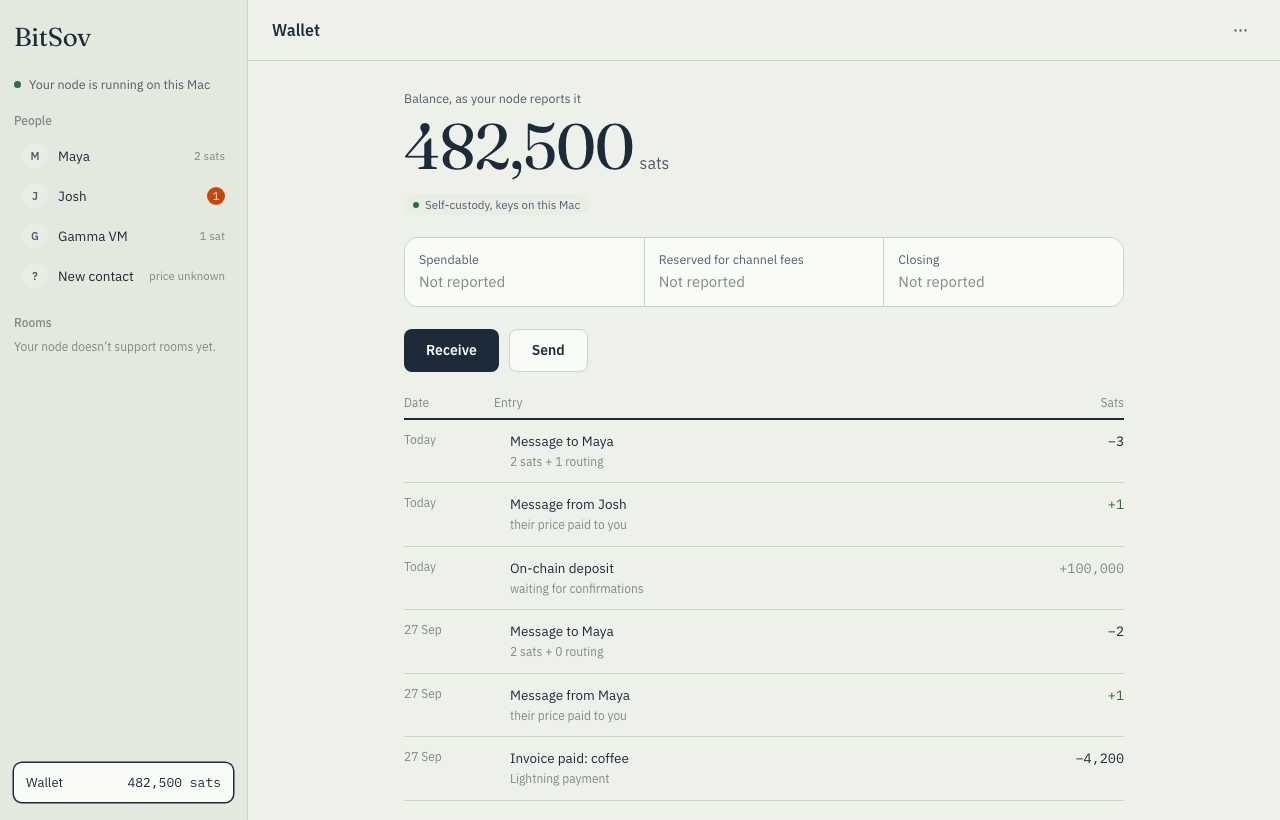 BitSov
Your node is running on this Mac
People
M Maya 2 sats
J Josh 1
G Gamma VM 1 sat
? New contact price unknown
Rooms
Your node doesn’t support rooms yet.
Wallet 482,500 sats
Wallet ···
Balance, as your node reports it
482,500 sats
Self-custody, keys on this Mac
Spendable Reserved for channel fees Closing
Not reported Not reported Not reported
Receive Send
Date Entry Sats
Today Message to Maya −3
2 sats + 1 routing
Today Message from Josh +1
their price paid to you
Today On-chain deposit +100,000
waiting for confirmations
27 Sep Message to Maya −2
2 sats + 0 routing
27 Sep Message from Maya +1
their price paid to you
27 Sep Invoice paid: coffee −4,200
Lightning payment